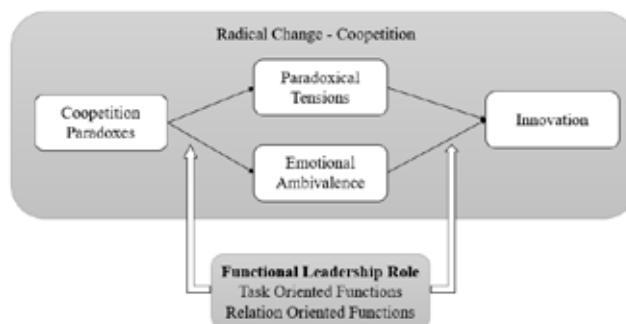 Radical Change - Coopetition
Paradoxical
Tensions
Coopetition
Paradoxes
Innovation
Emotional
Ambivalence
Functional Leadership Role
Task Oriented Functions
Relation Oriented Functions